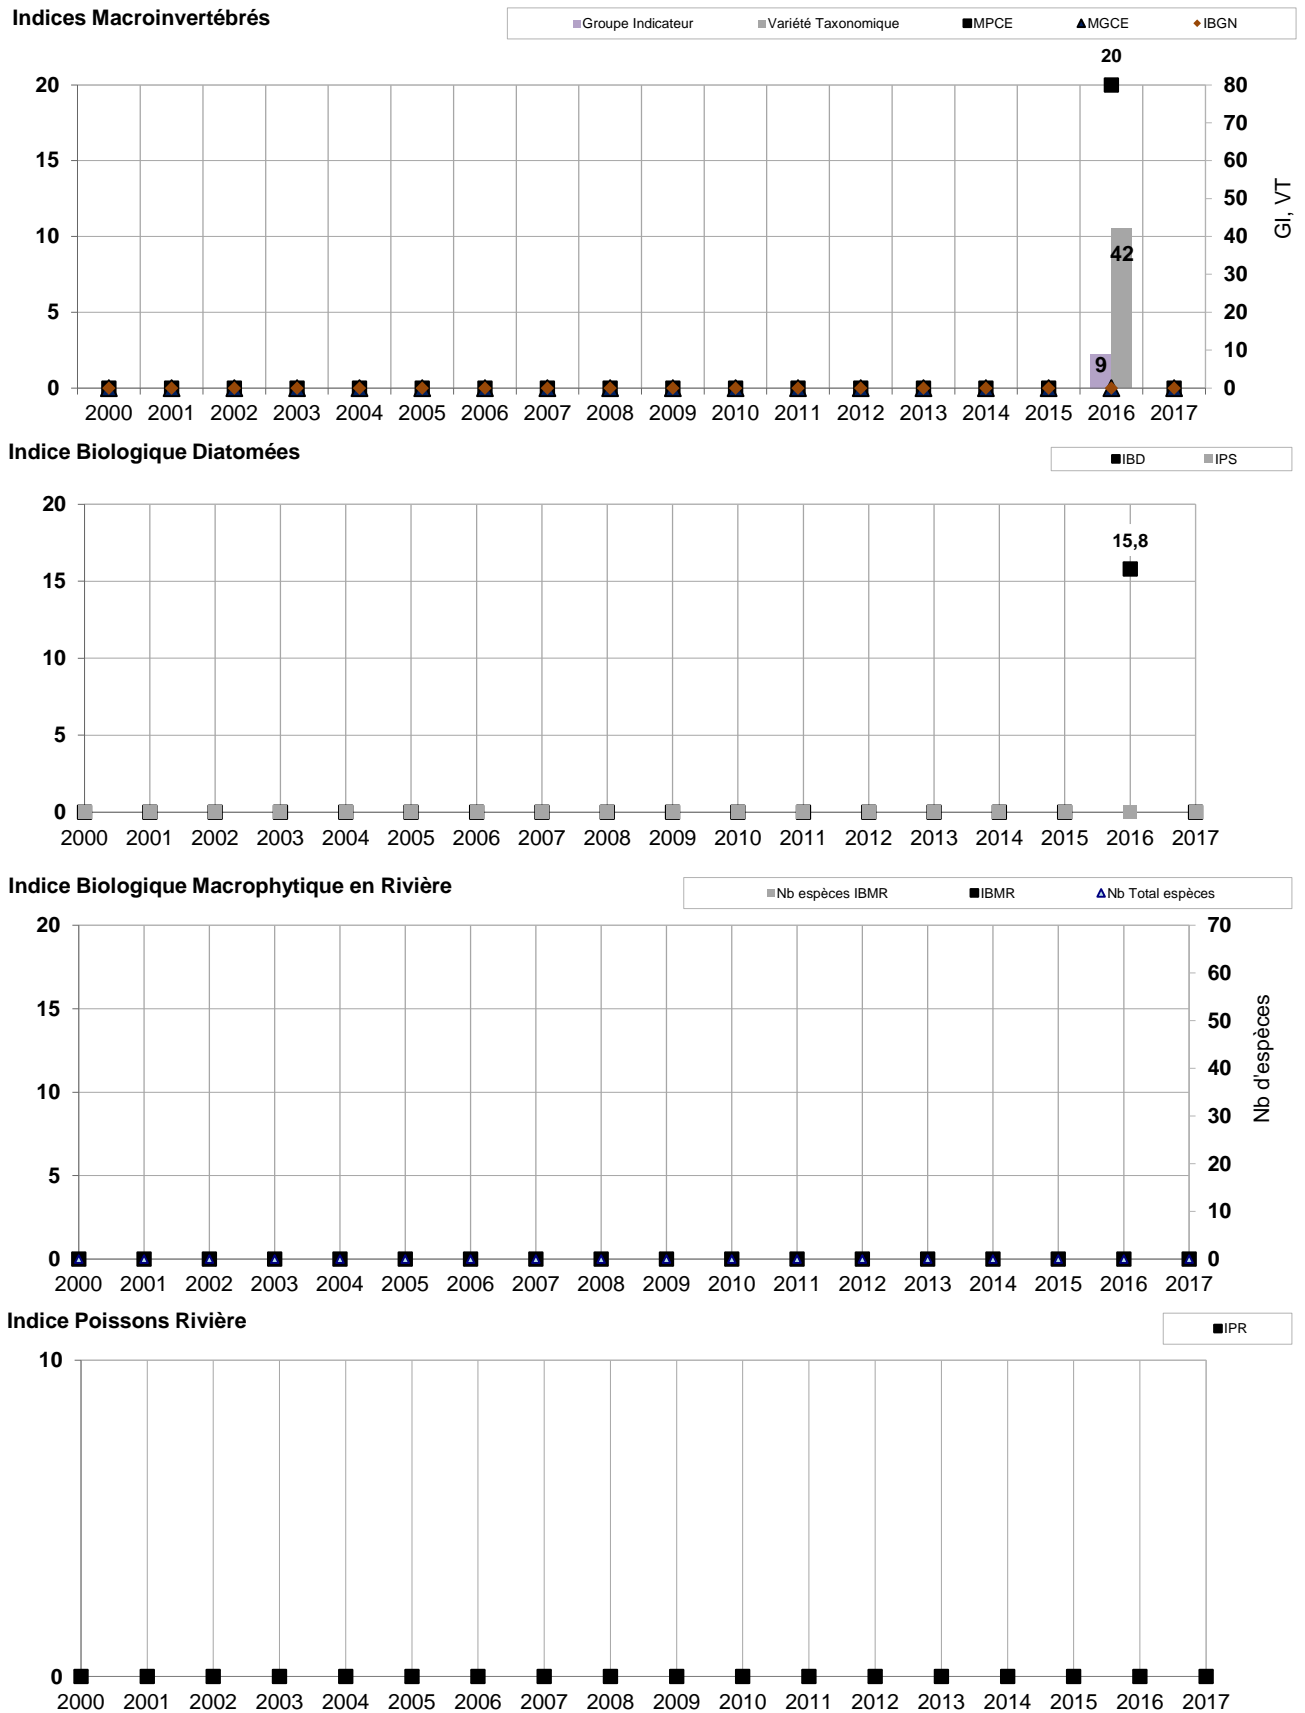 Indices Macroinvertébrés
Groupe Indicateur Variété Taxonomique MPCE MGCE IBGN
20
20 80
70
15 60
50
10 40
42
30
5 20
10
9
0 0
GI, VT
2000 2001 2002 2003 2004 2005 2006 2007 2008 2009 2010 2011 2012 2013 2014 2015 2016 2017
Indice Biologique Diatomées
IBD IPS
20
15,8
15
10
5
0
2000 2001 2002 2003 2004 2005 2006 2007 2008 2009 2010 2011 2012 2013 2014 2015 2016 2017
Indice Biologique Macrophytique en Rivière
Nb espèces IBMR IBMR Nb Total espèces
20 70
60
15
50
10 40
30
5 20
10
0 0
Nb d'espèces
2000 2001 2002 2003 2004 2005 2006 2007 2008 2009 2010 2011 2012 2013 2014 2015 2016 2017
Indice Poissons Rivière
IPR
10
0
2000 2001 2002 2003 2004 2005 2006 2007 2008 2009 2010 2011 2012 2013 2014 2015 2016 2017